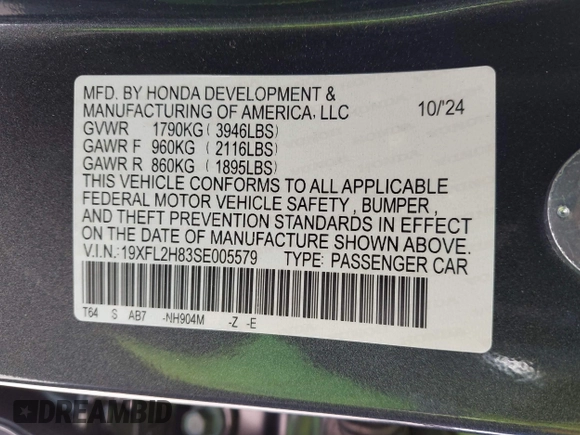 MFD. BY HONDA DEVELOPMENT &
MANUFACTURING OF AMERICA, LLC 10/'24
GVWR 1790KG ( 3946LBS )
GAWR F 960KG ( 2116LBS )
GAWR R 860KG ( 1895LBS )
THIS VEHICLE CONFORMS TO ALL APPLICABLE
FEDERAL MOTOR VEHICLE SAFETY , BUMPER ,
AND THEFT PREVENTION STANDARDS IN EFFECT
ON THE DATE OF MANUFACTURE SHOWN ABOVE.
V.I.N.: 19XFL2H83SE005579 TYPE: PASSENGER CAR
T64 S AB7 -NH904M -Z -E
DREAMBID